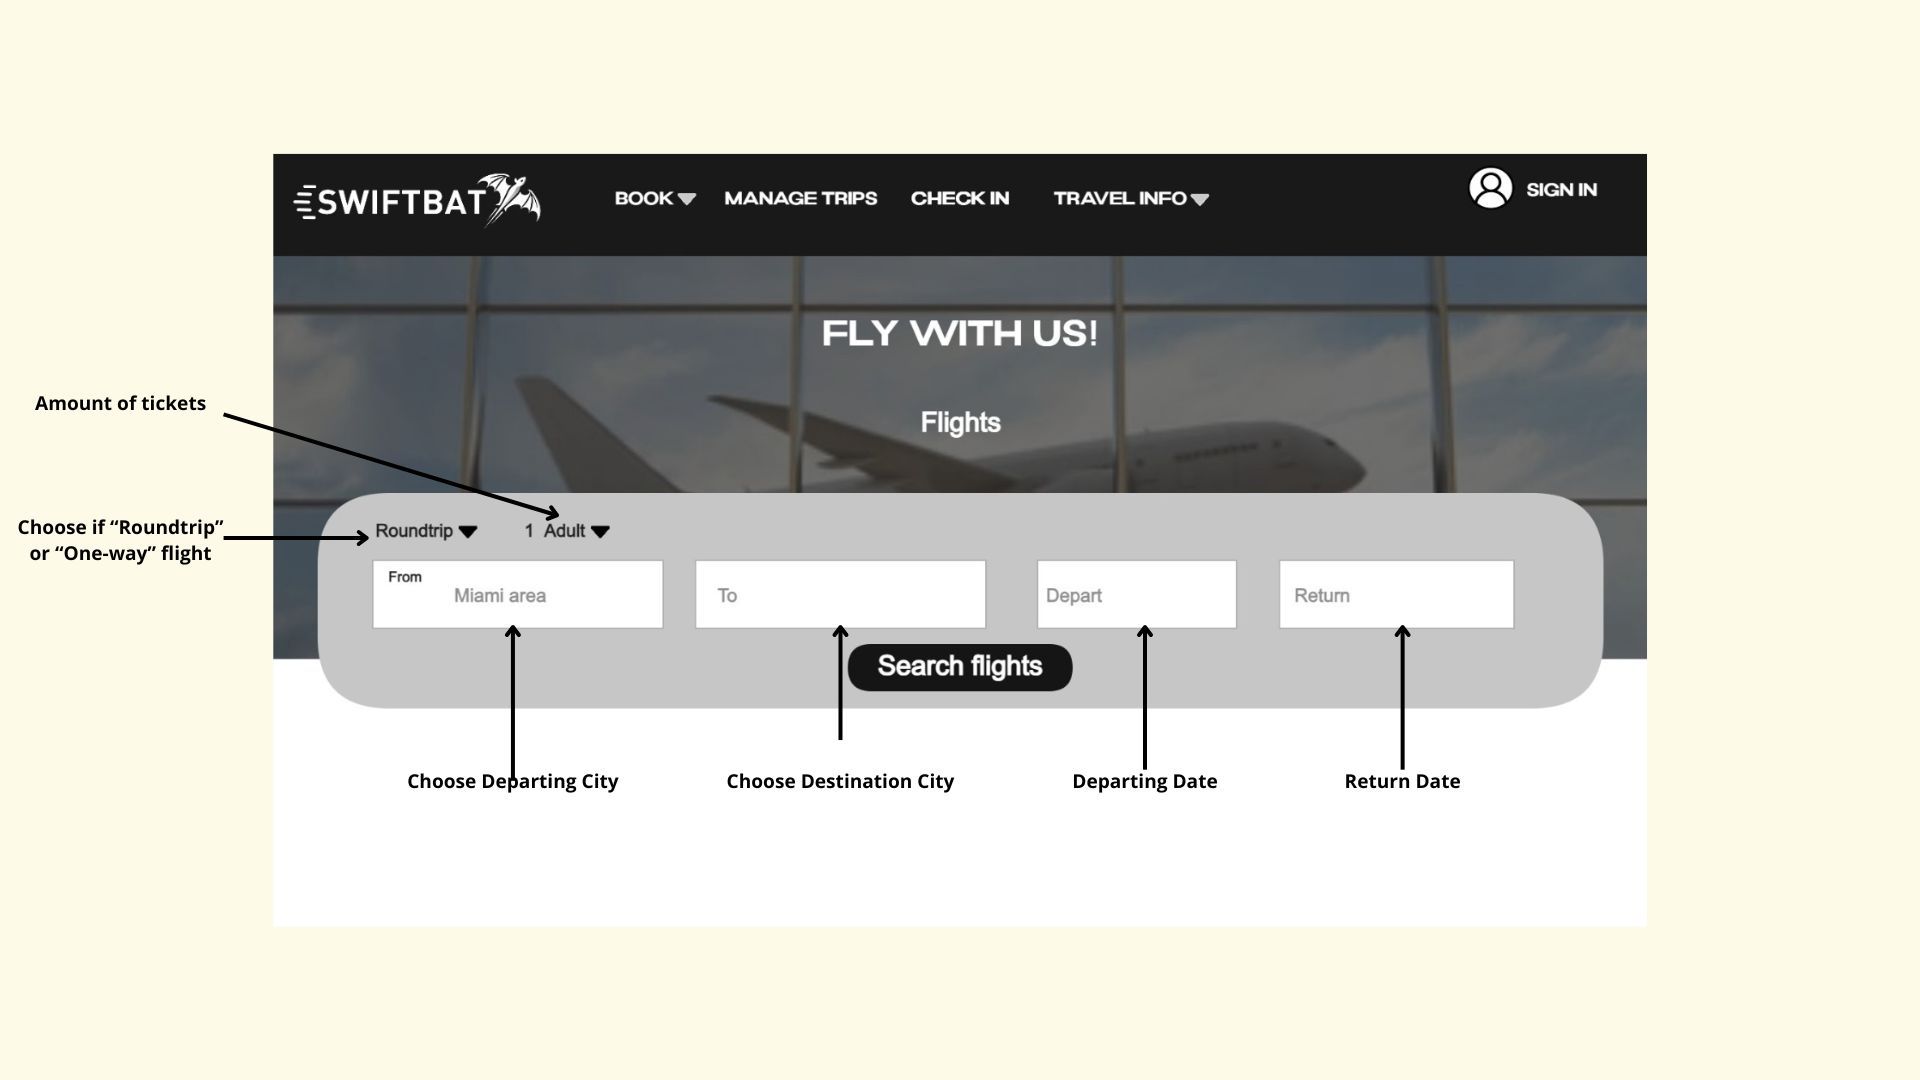 SWIFTBAT
BOOK
MANAGE TRIPS
CHECK IN
TRAVEL INFO
SIGN IN
FLY WITH US!
Flights
Amount of tickets
Choose if “Roundtrip”
or “One-way” flight
Roundtrip
1 Adult
From
Miami area
To
Depart
Return
Search flights
Choose Departing City
Choose Destination City
Departing Date
Return Date